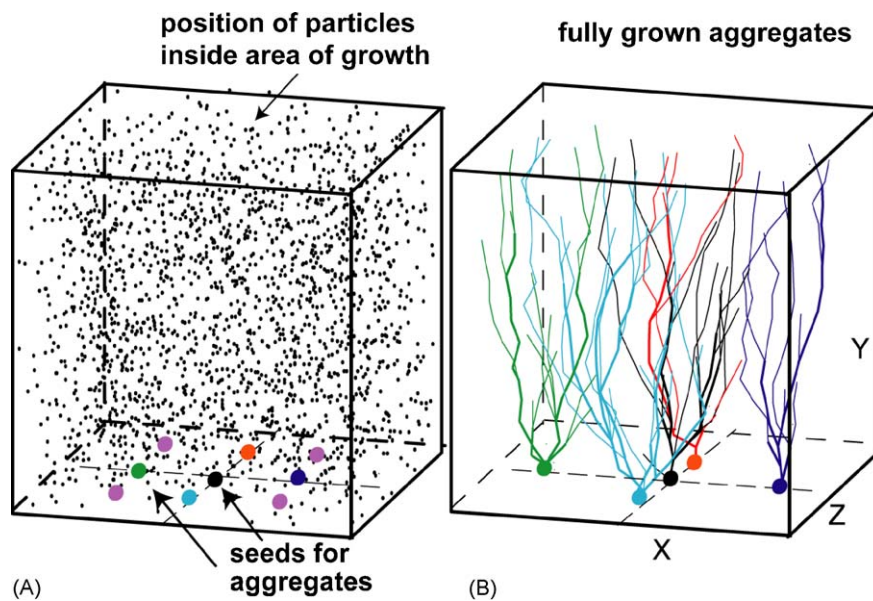 position of particles
inside area of growth
fully grown aggregates
seeds for
aggregates
Y
Z
X
(A)
(B)